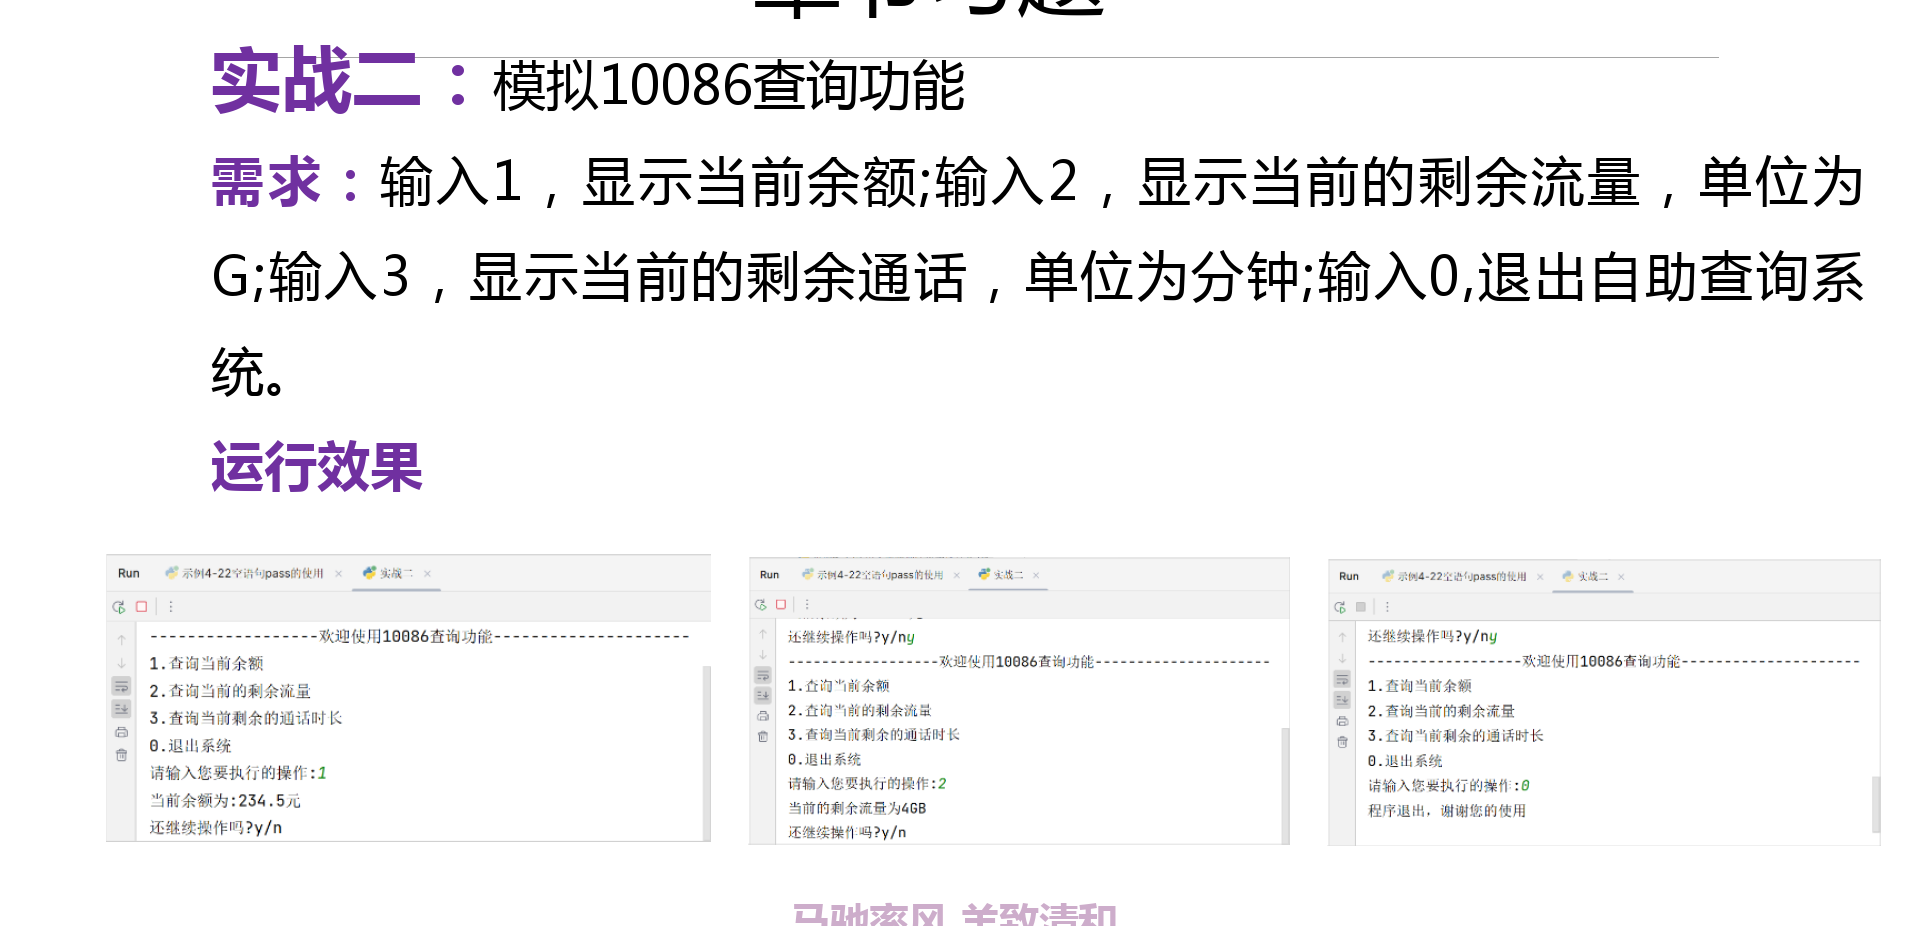 实战二：模拟10086查询功能
需求：输入1，显示当前余额;输入2，显示当前的剩余流量，单位为
G;输入3，显示当前的剩余通话，单位为分钟;输入0,退出自助查询系
统。
运行效果
Run 示例4-22空语句pass的使用 × 实战二 ×
------------------欢迎使用10086查询功能---------------------
1.查询当前余额
2.查询当前的剩余流量
3.查询当前剩余的通话时长
0.退出系统
请输入您要执行的操作:1
当前余额为:234.5元
还继续操作吗?y/n
Run 示例4-22空语句pass的使用 × 实战二 ×
还继续操作吗?y/ny
------------------欢迎使用10086查询功能---------------------
1.查询当前余额
2.查询当前的剩余流量
3.查询当前剩余的通话时长
0.退出系统
请输入您要执行的操作:2
当前的剩余流量为4GB
还继续操作吗?y/n
Run 示例4-22空语句pass的使用 × 实战二 ×
还继续操作吗?y/ny
------------------欢迎使用10086查询功能---------------------
1.查询当前余额
2.查询当前的剩余流量
3.查询当前剩余的通话时长
0.退出系统
请输入您要执行的操作:0
程序退出，谢谢您的使用